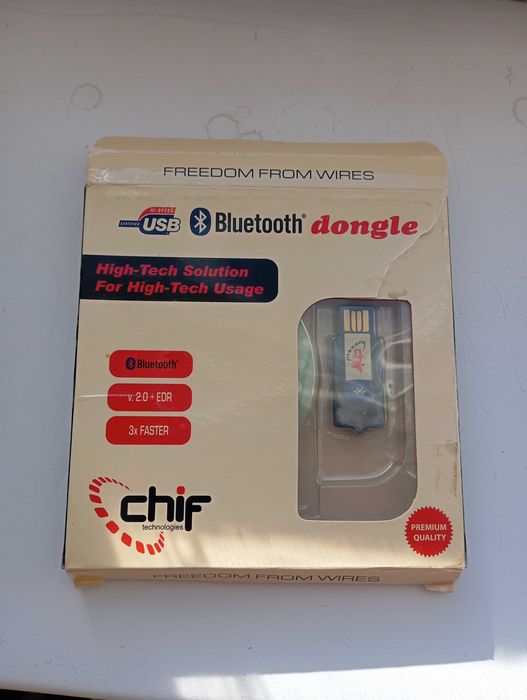 FREEDOM FROM WIRES
HI-SPEED
CERTIFIED USB
Bluetooth® dongle
High-Tech Solution
For High-Tech Usage
Bluetooth®
v. 2.0 + EDR
3x FASTER
chif
chif
technologies
PREMIUM
QUALITY
FREEDOM FROM WIRES